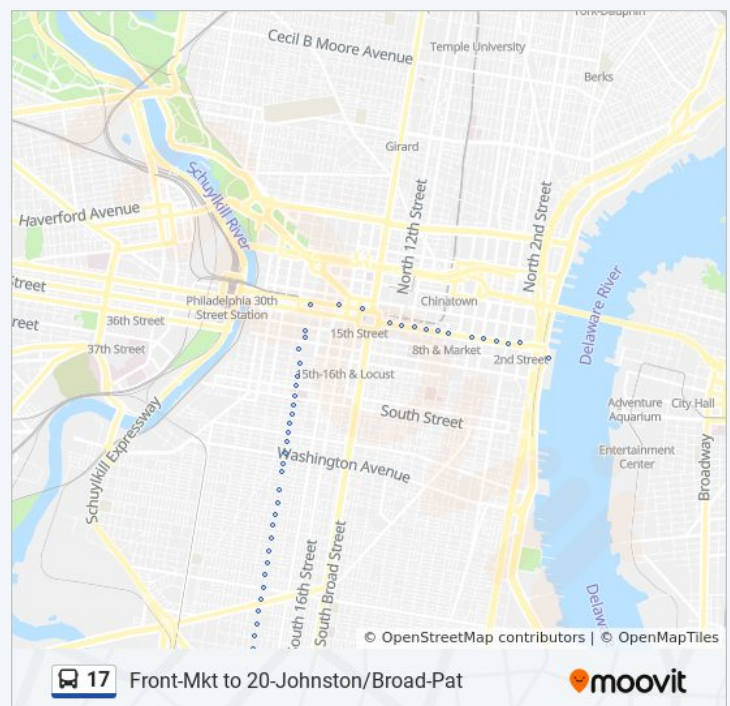 York-Dauphin
Cecil B Moore Avenue
Temple University
Berks
Girard
Schuylkill River
Haverford Avenue
North 12th Street
North 2nd Street
Delaware River
Philadelphia 30th
Street Station
Chinatown
Street
reet
36th Street
37th Street
15th Street
8th & Market
2nd Street
15th-16th & Locust
South Street
Adventure
Aquarium
City Hall
Entertainment
Center
Broadway
Schuylkill Expressway
Washington Avenue
South 16th Street
South Broad Street
Delaw
© OpenStreetMap contributors | © OpenMapTiles
17 Front-Mkt to 20-Johnston/Broad-Pat
moovit